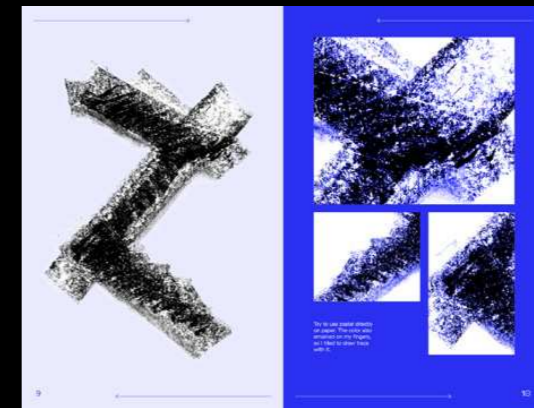 Try to use pastel directly
on paper. The color was
smeared on my fingers,
so I tried to draw trace
with it.
9
10